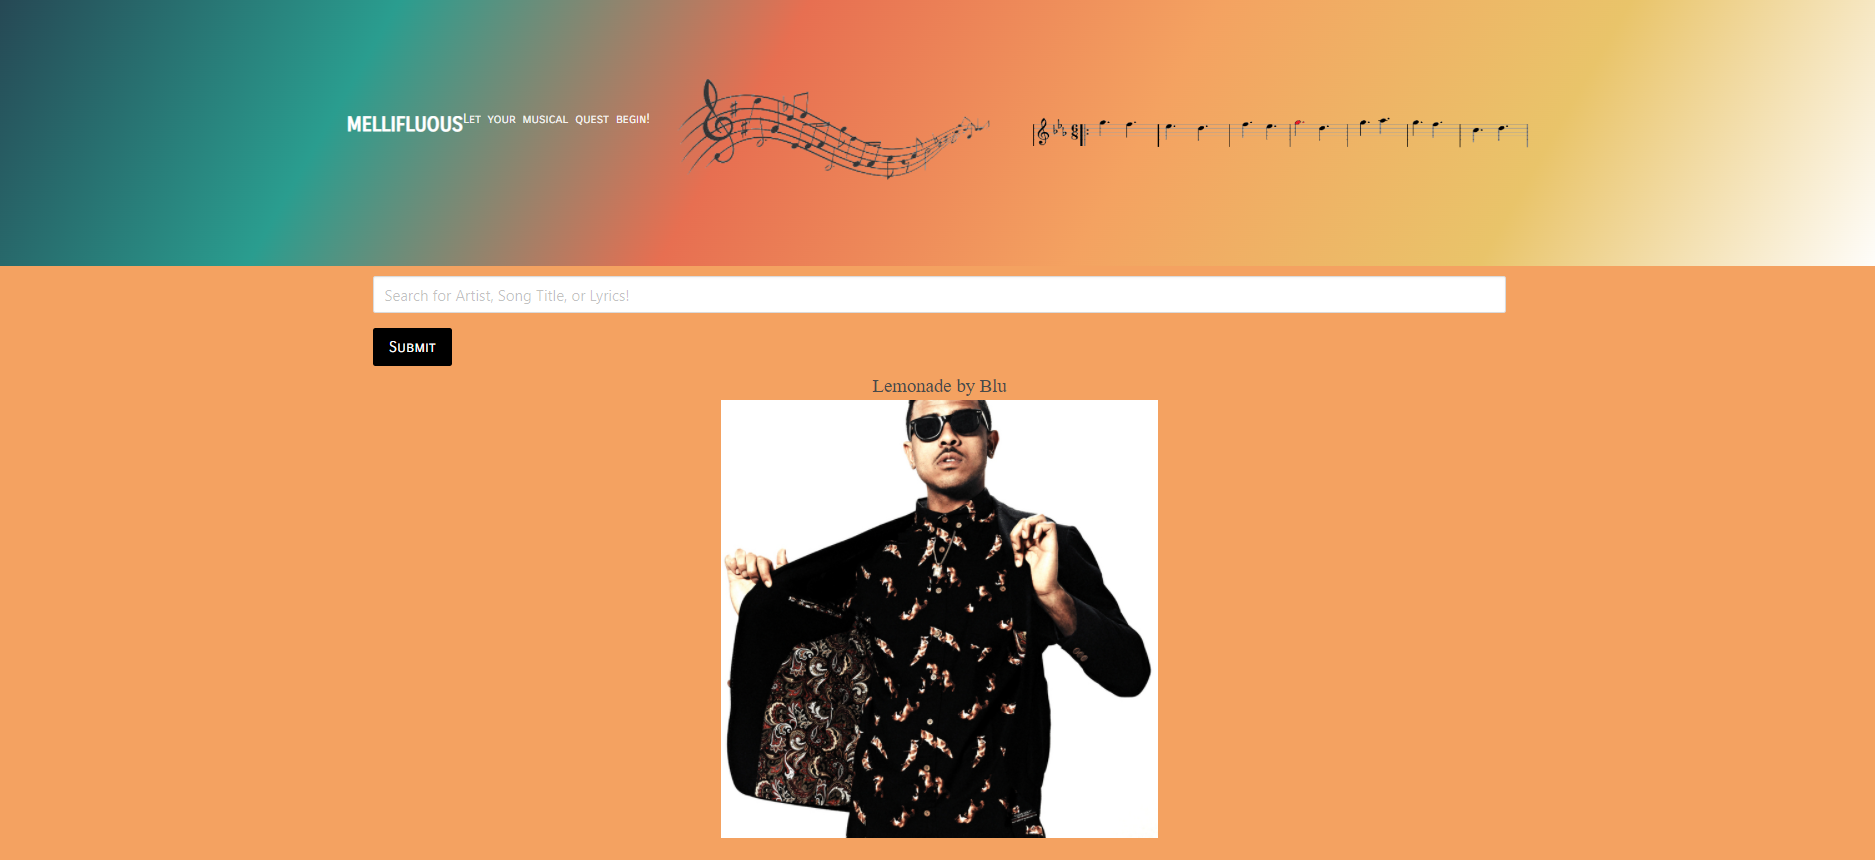 MELLIFLUOUS Let your musical quest begin!
Search for Artist, Song Title, or Lyrics!
Submit
Lemonade by Blu